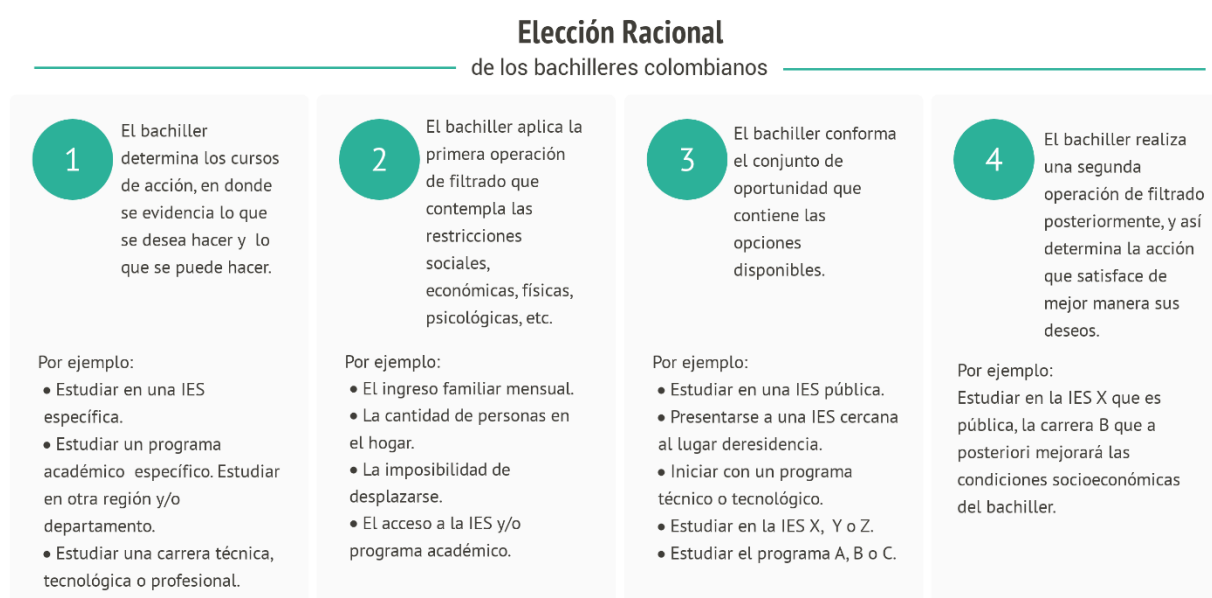 Elección Racional
de los bachilleres colombianos
1
El bachiller
determina los cursos
de acción, en donde
se evidencia lo que
se desea hacer y lo
que se puede hacer.
Por ejemplo:
• Estudiar en una IES
específica.
• Estudiar un programa
académico específico. Estudiar
en otra región y/o
departamento.
• Estudiar una carrera técnica,
tecnológica o profesional.
2
El bachiller aplica la
primera operación
de filtrado que
contempla las
restricciones
sociales,
económicas, físicas,
psicológicas, etc.
Por ejemplo:
• El ingreso familiar mensual.
• La cantidad de personas en
el hogar.
• La imposibilidad de
desplazarse.
• El acceso a la IES y/o
programa académico.
3
El bachiller conforma
el conjunto de
oportunidad que
contiene las
opciones
disponibles.
Por ejemplo:
• Estudiar en una IES pública.
• Presentarse a una IES cercana
al lugar deresidencia.
• Iniciar con un programa
técnico o tecnológico.
• Estudiar en la IES X, Y o Z.
• Estudiar el programa A, B o C.
4
El bachiller realiza
una segunda
operación de filtrado
posteriormente, y así
determina la acción
que satisface de
mejor manera sus
deseos.
Por ejemplo:
Estudiar en la IES X que es
pública, la carrera B que a
posteriori mejorará las
condiciones socioeconómicas
del bachiller.